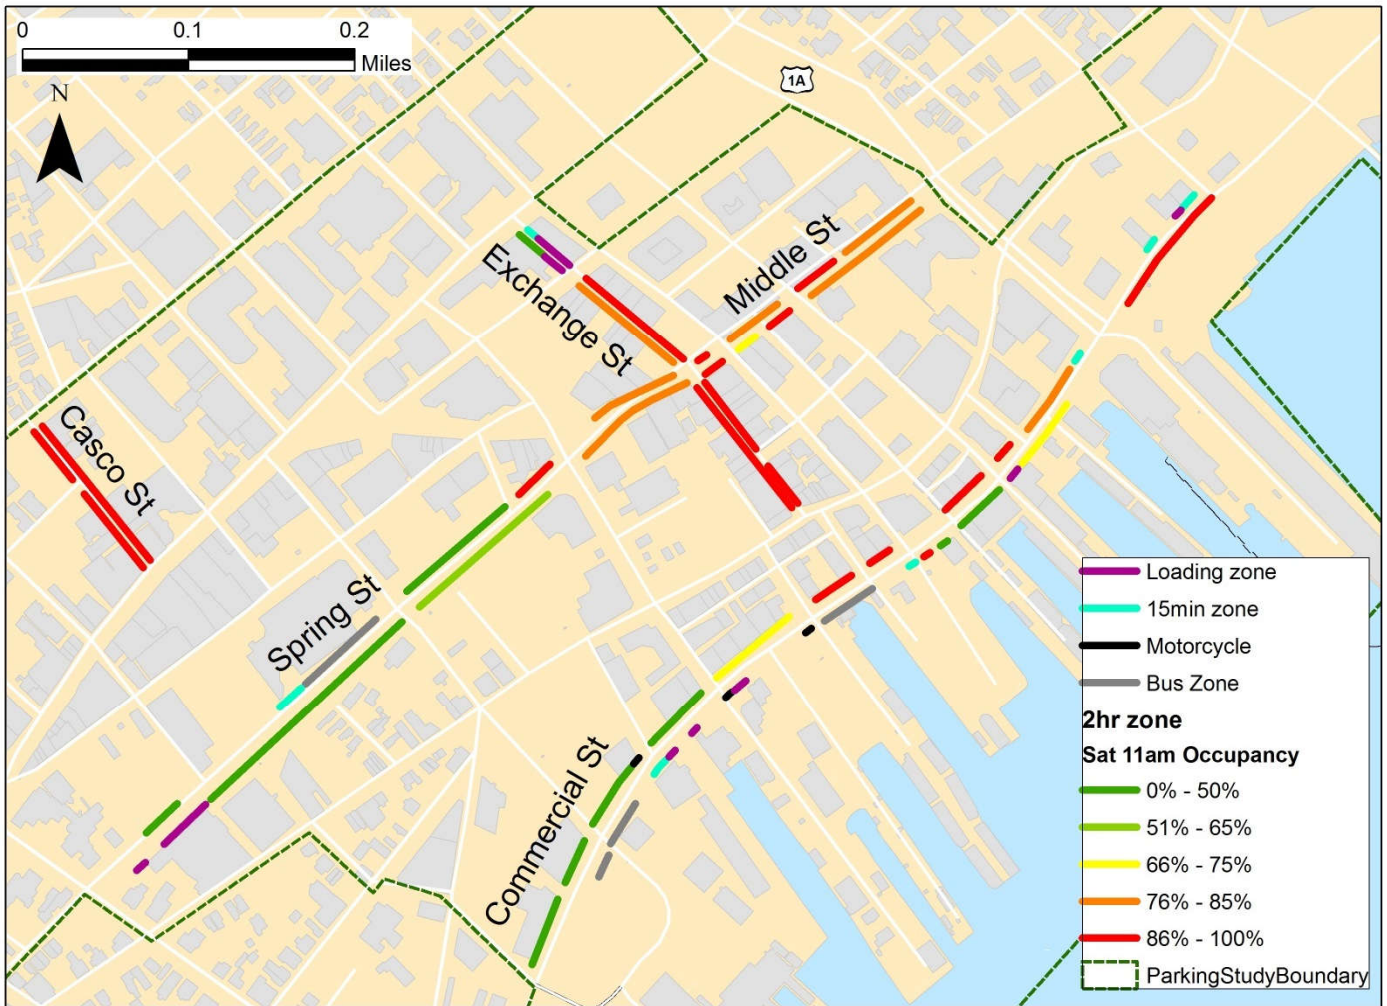 0 0.1 0.2
Miles
N
1A
Exchange St
Middle St
Casco St
Spring St
Commercial St
Loading zone
15min zone
Motorcycle
Bus Zone
2hr zone
Sat 11am Occupancy
0% - 50%
51% - 65%
66% - 75%
76% - 85%
86% - 100%
ParkingStudyBoundary